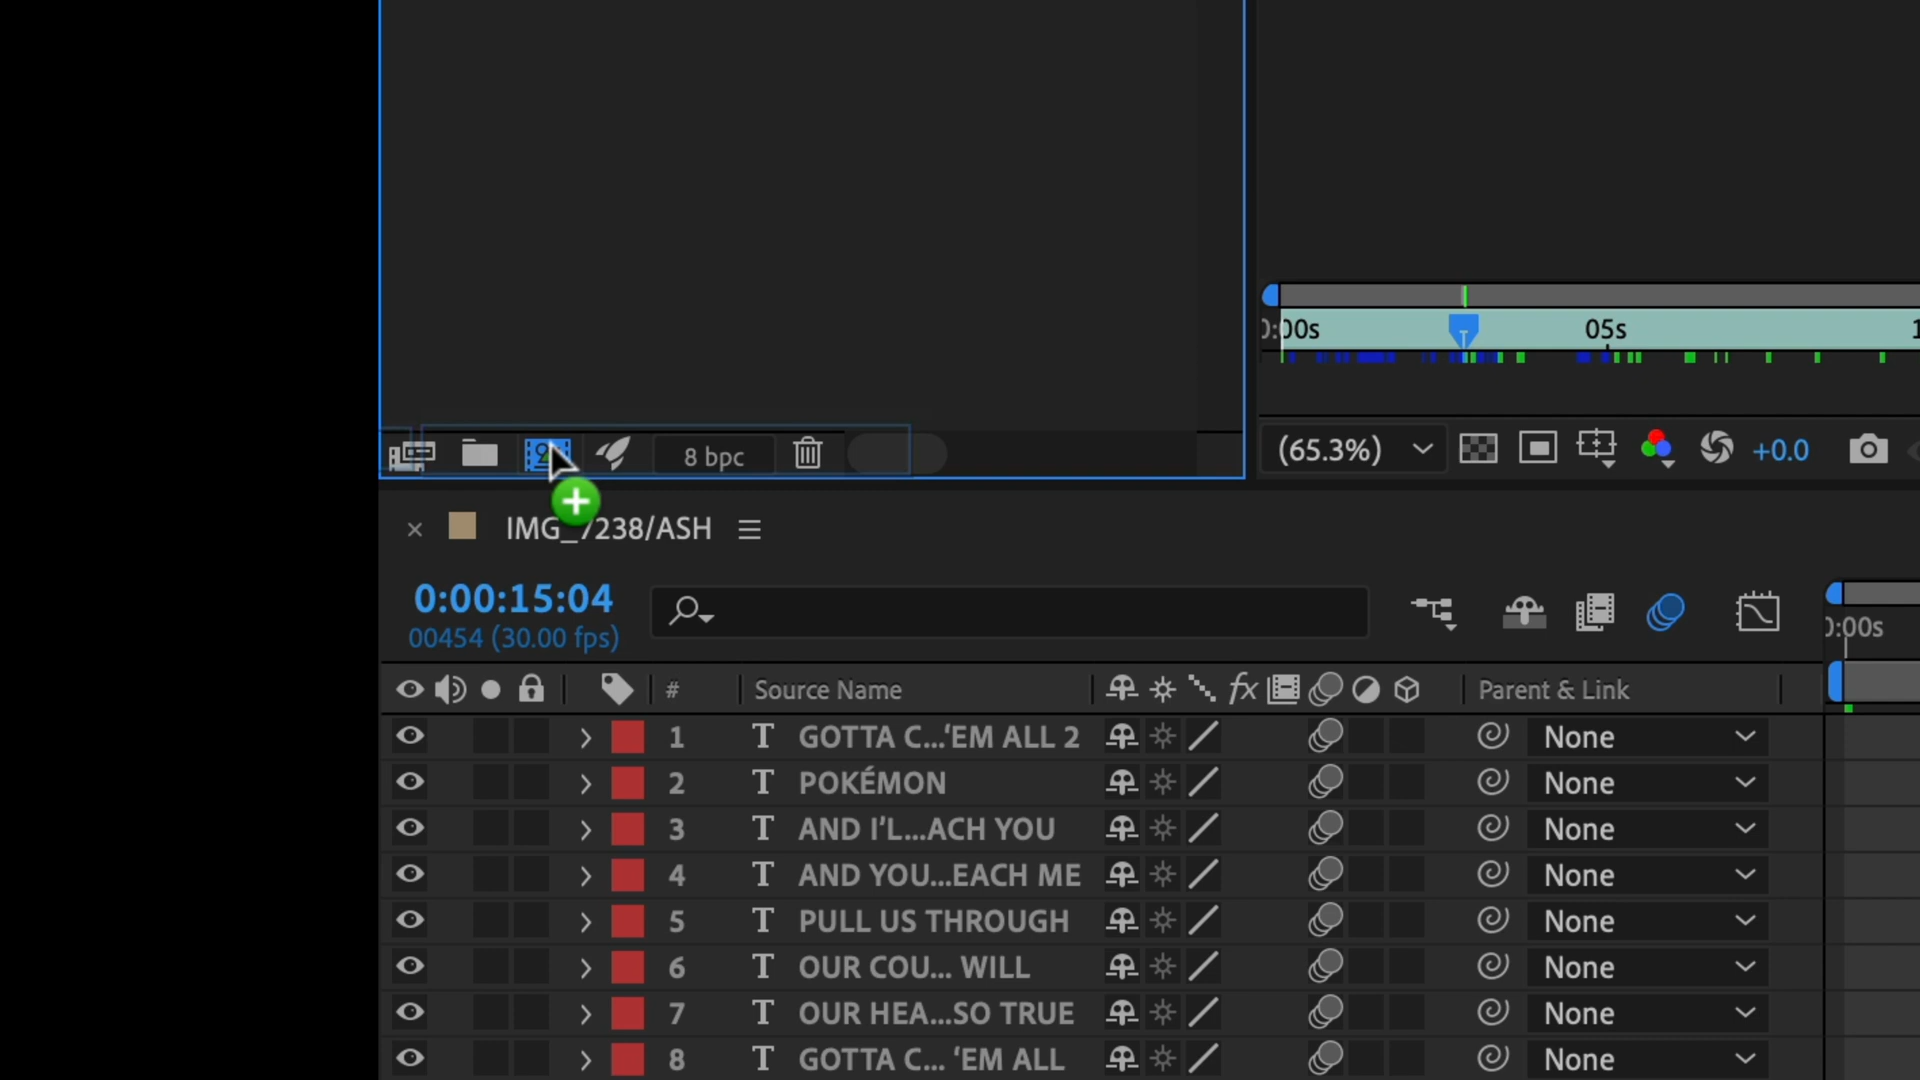 0:00s
05s
1
8 bpc
(65.3%)
+0.0
IMG_7238/ASH
0:00:15:04
00454 (30.00 fps)
0:00s
# Source Name fx Parent & Link
1 T GOTTA C...‘EM ALL 2 None
2 T POKÉMON None
3 T AND I’L...ACH YOU None
4 T AND YOU...EACH ME None
5 T PULL US THROUGH None
6 T OUR COU... WILL None
7 T OUR HEA...SO TRUE None
8 T GOTTA C... ‘EM ALL None